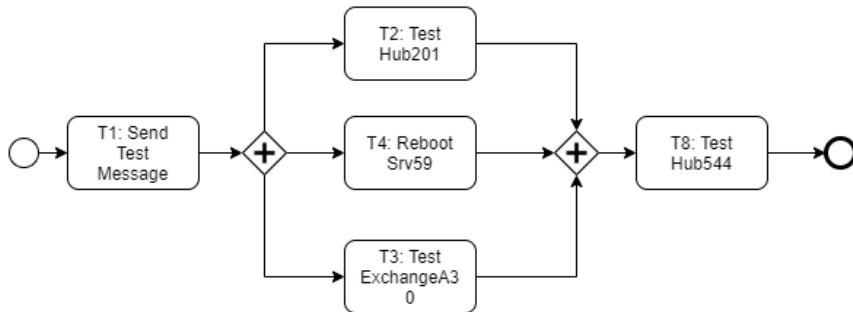 T2: Test
Hub201
T1: Send
Test
Message
T4: Reboot
Srv59
T8: Test
Hub544
T3: Test
ExchangeA3
0